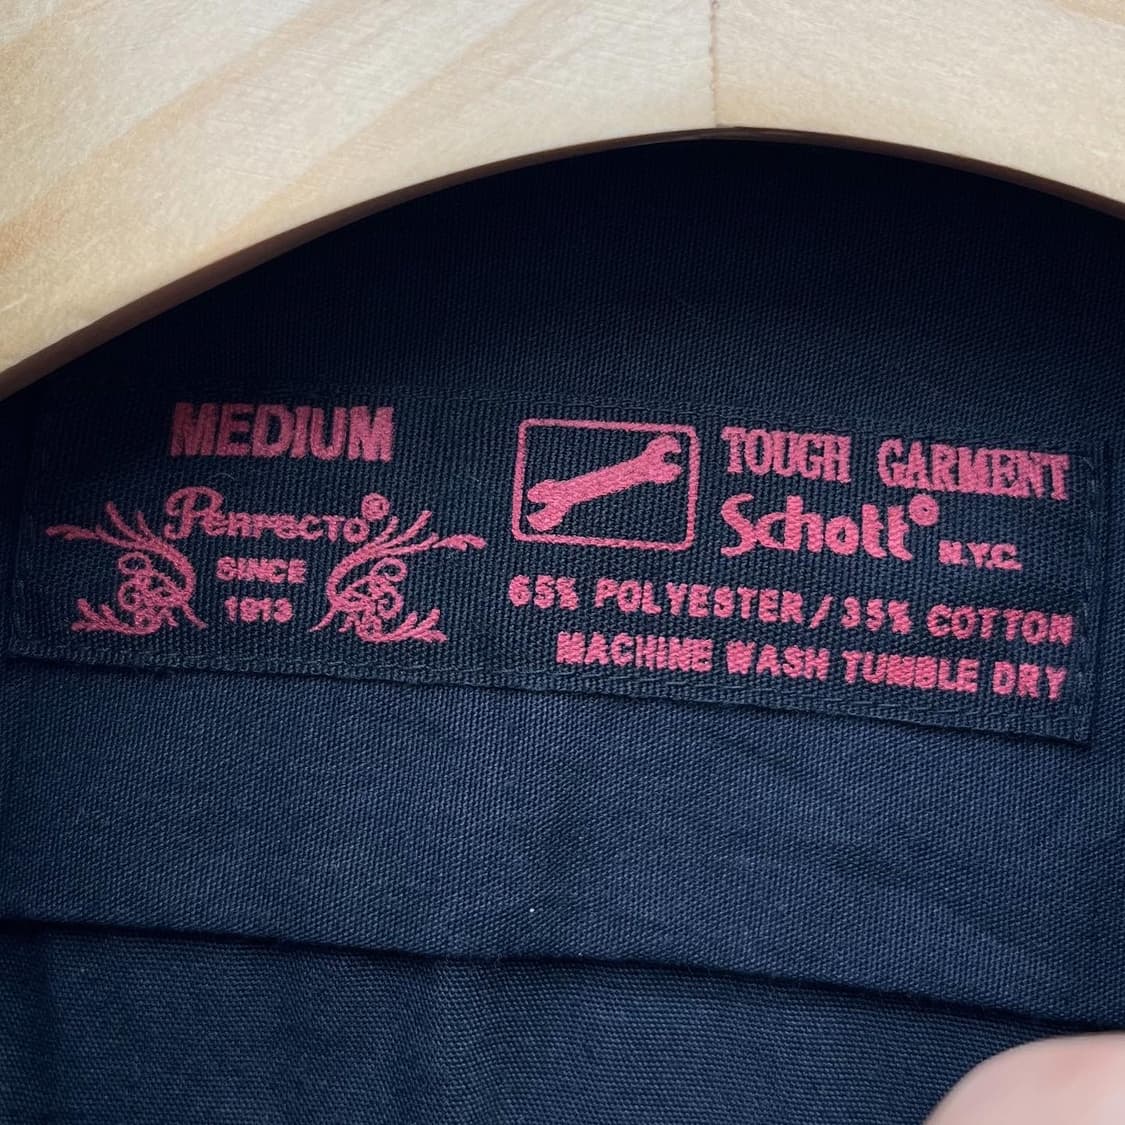 MEDIUM
Perfecto®
SINCE
1913
TOUGH GARMENT
Schott® N.Y.C.
65% POLYESTER/35% COTTON
MACHINE WASH TUMBLE DRY